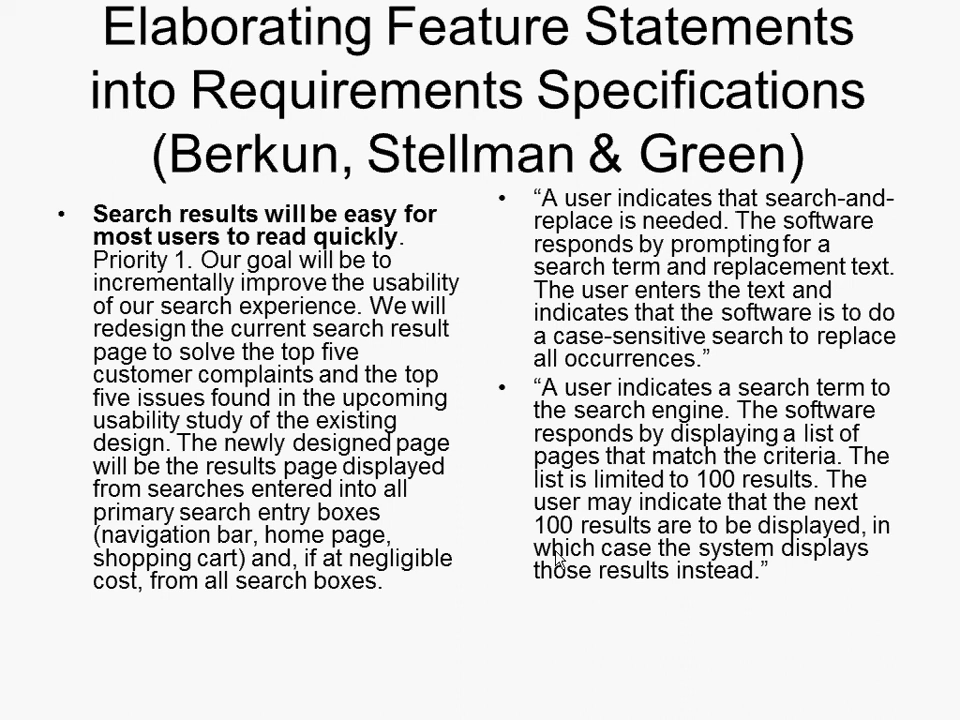 Elaborating Feature Statements
into Requirements Specifications
(Berkun, Stellman & Green)
• Search results will be easy for
most users to read quickly.
Priority 1. Our goal will be to
incrementally improve the usability
of our search experience. We will
redesign the current search result
page to solve the top five
customer complaints and the top
five issues found in the upcoming
usability study of the existing
design. The newly designed page
will be the results page displayed
from searches entered into all
primary search entry boxes
(navigation bar, home page,
shopping cart) and, if at negligible
cost, from all search boxes.
• “A user indicates that search-and-
replace is needed. The software
responds by prompting for a
search term and replacement text.
The user enters the text and
indicates that the software is to do
a case-sensitive search to replace
all occurrences.”
• “A user indicates a search term to
the search engine. The software
responds by displaying a list of
pages that match the criteria. The
list is limited to 100 results. The
user may indicate that the next
100 results are to be displayed, in
which case the system displays
those results instead.”